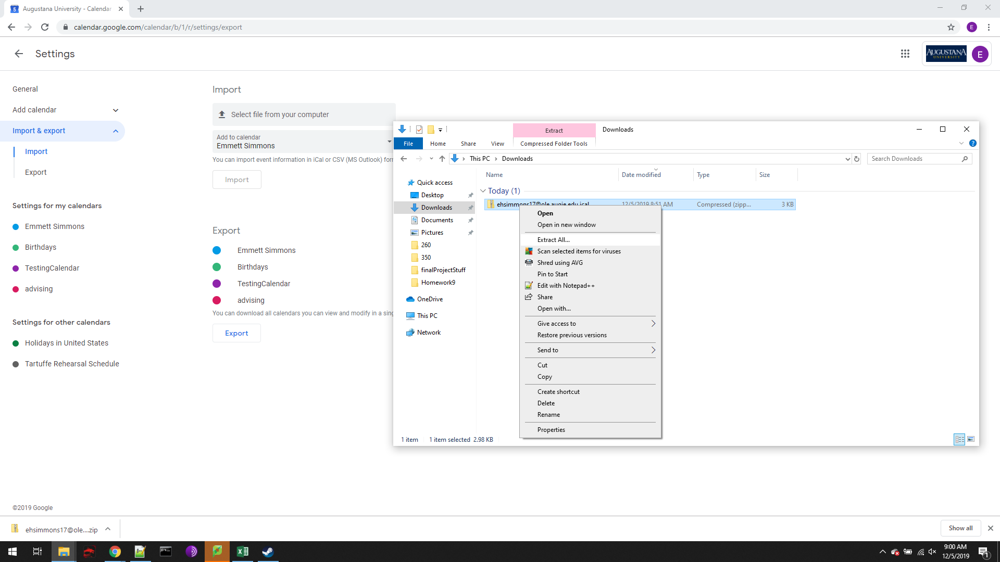 5
Augustana University - Calendar
calendar.google.com/calendar/b/1/r/settings/export
E
Settings
AUGUSTANA
UNIVERSITY
E
General
Add calendar
Import & export
Import
Export
Settings for my calendars
Emmett Simmons
Birthdays
TestingCalendar
advising
Settings for other calendars
Holidays in United States
Tartuffe Rehearsal Schedule
©2019 Google
Import
Select file from your computer
Add to calendar
Emmett Simmons
You can import event information in iCal or CSV (MS Outlook) for
Import
Export
Emmett Simmons
Birthdays
TestingCalendar
advising
You can download all calendars you can view and modify in a sing
Export
Extract
Downloads
File
Home
Share
View
Compressed Folder Tools
?
This PC
Downloads
Search Downloads
Quick access
Desktop
Downloads
Documents
Pictures
260
350
finalProjectStuff
Homework9
OneDrive
This PC
Network
Name
Date modified
Type
Size
Today (1)
ehsimmons17@ole.augie.edu.ical
12/5/2019 8:51 AM
Compressed (zipp...
3 KB
Open
Open in new window
Extract All...
Scan selected items for viruses
Shred using AVG
Pin to Start
Edit with Notepad++
Share
Open with...
Give access to
Restore previous versions
Send to
Cut
Copy
Create shortcut
Delete
Rename
Properties
1 item
1 item selected 2.98 KB
ehsimmons17@ole....zip
Show all
9:00 AM
12/5/2019
1